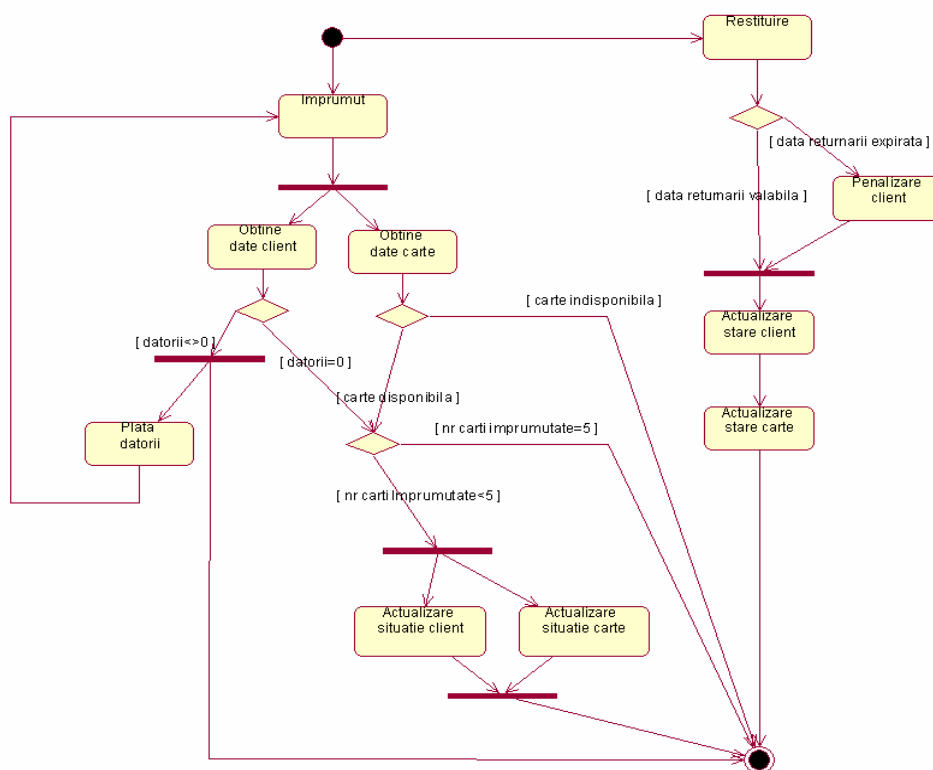 Restituire
Imprumut
[ data returnarii expirata ]
Penalizare
client
[ data returnarii valabila ]
Obtine
date client
Obtine
date carte
[ carte indisponibila ]
Actualizare
stare client
[ datorii<>0 ]
[ datorii=0 ]
[ carte disponibila ]
Actualizare
stare carte
Plata
datorii
[ nr carti imprumutate=5 ]
[ nr carti Imprumutate<5 ]
Actualizare
situatie client
Actualizare
situatie carte